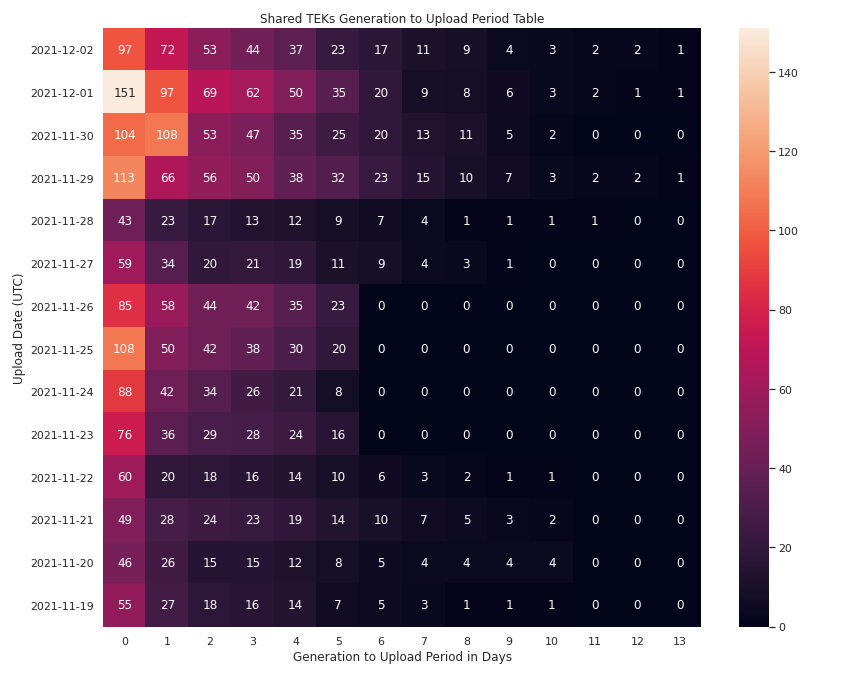 Shared TEKs Generation to Upload Period Table
Upload Date (UTC)
2021-12-02 97 72 53 44 37 23 17 11 9 4 3 2 2 1
2021-12-01 151 97 69 62 50 35 20 9 8 6 3 2 1 1
2021-11-30 104 108 53 47 35 25 20 13 11 5 2 0 0 0
2021-11-29 113 66 56 50 38 32 23 15 10 7 3 2 2 1
2021-11-28 43 23 17 13 12 9 7 4 1 1 1 1 0 0
2021-11-27 59 34 20 21 19 11 9 4 3 1 0 0 0 0
2021-11-26 85 58 44 42 35 23 0 0 0 0 0 0 0 0
2021-11-25 108 50 42 38 30 20 0 0 0 0 0 0 0 0
2021-11-24 88 42 34 26 21 8 0 0 0 0 0 0 0 0
2021-11-23 76 36 29 28 24 16 0 0 0 0 0 0 0 0
2021-11-22 60 20 18 16 14 10 6 3 2 1 1 0 0 0
2021-11-21 49 28 24 23 19 14 10 7 5 3 2 0 0 0
2021-11-20 46 26 15 15 12 8 5 4 4 4 4 0 0 0
2021-11-19 55 27 18 16 14 7 5 3 1 1 1 0 0 0
0 1 2 3 4 5 6 7 8 9 10 11 12 13
Generation to Upload Period in Days
140
120
100
80
60
40
20
0